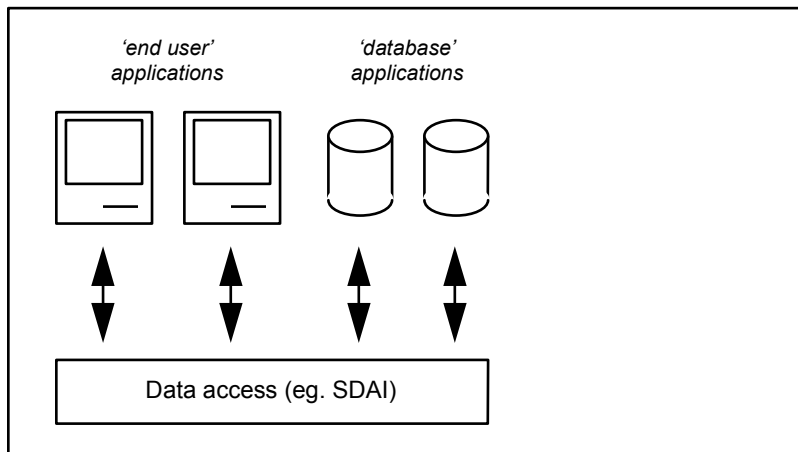 ‘end user’
applications
‘database’
applications
Data access (eg. SDAI)